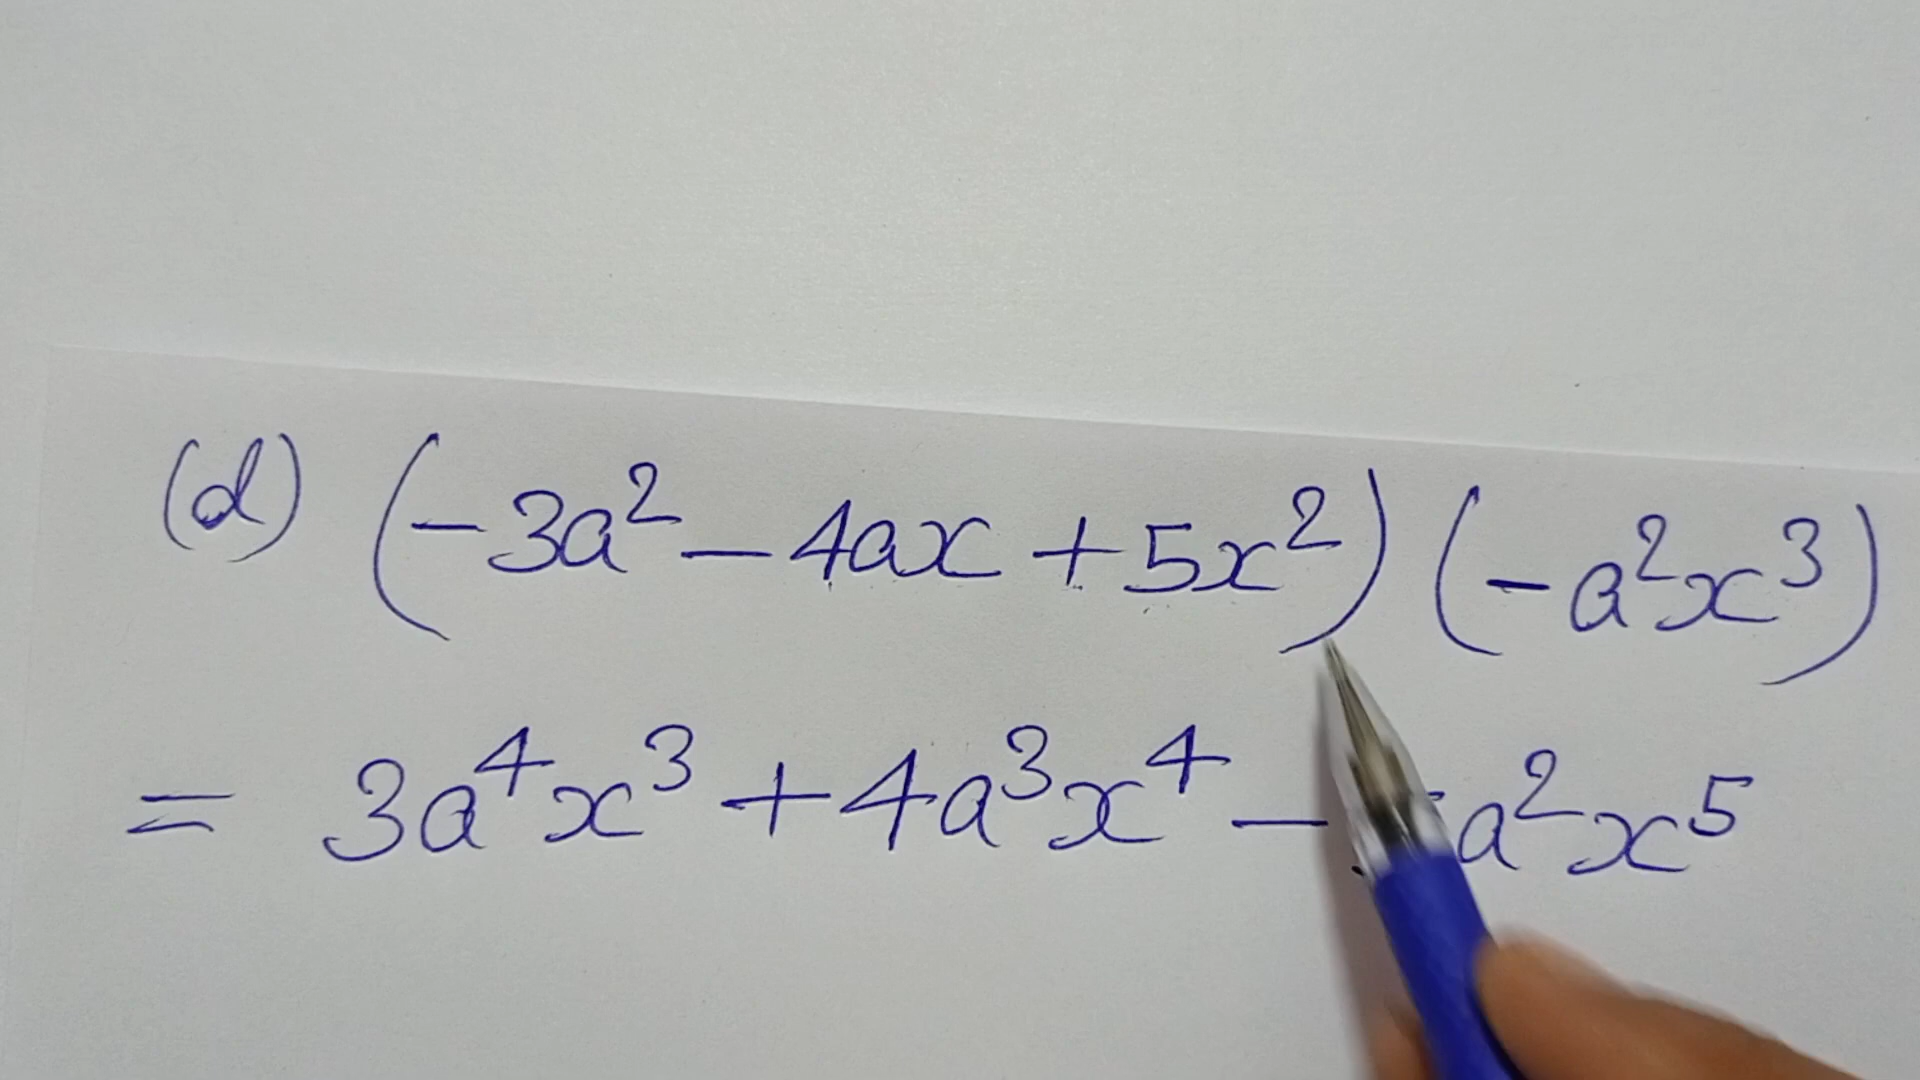 (d) (-3a²-4ax+5x²)(-a²x³)
= 3a⁴x³+4a³x⁴- a²x⁵